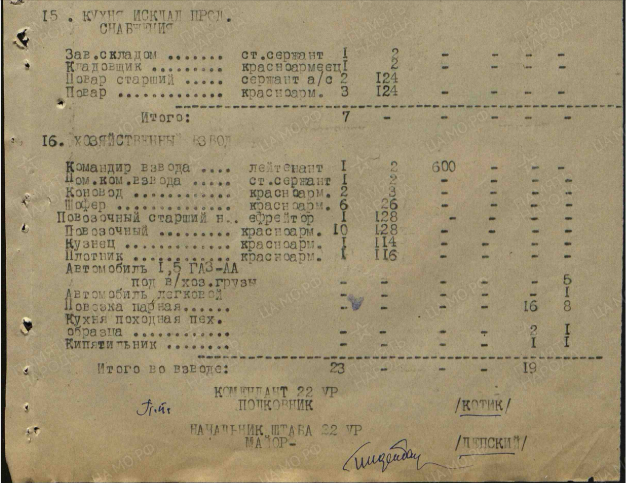 15. КУХНЯ ИСКЛАД ПРОД.
СНАБЖЕНИЯ
Зав.складом ....... ст.сержант 1 2 - - - -
Кладовщик ......... красноармеец1 2 - - - -
Повар старший ..... сержант а/с 2 124 - - - -
Повар ............. красноарм. 3 124 - - - -
Итого: 7 - - - - -
16. ХОЗЯЙСТВЕННЫЙ ВЗВОД
Командир взвода .... лейтенант 1 2 600 - - -
Пом.ком.взвода ..... ст.сержант 1 2 - - - -
Коновод ............ красноарм. 2 3 - - - -
Шофер .............. красноарм. 6 26 - - - -
Повозочный старший н.. ефрейтор 1 128 - - - -
Повозочный ......... красноарм. 10 128 - - - -
Кузнец ............. красноарм. 1 114 - - - -
Плотник ............ красноарм. 1 116 - - - -
Автомобиль 1,5 ГАЗ-АА
под в/хоз.грузы - - - - - 5
Автомобиль легковой - - - - - 1
Повозка парная...... - - - - 16 8
Кухня походная пех.
образца ............ - - - - 2 1
Кипятильник ........ - - - - 1 1
Итого во взводе: 23 - - - 19 -
КОМЕНДАНТ 22 УР
ПОЛКОВНИК /КОТИК/
НАЧАЛЬНИК ШТАБА 22 УР
МАЙОР- /ЛЕПСКИЙ/